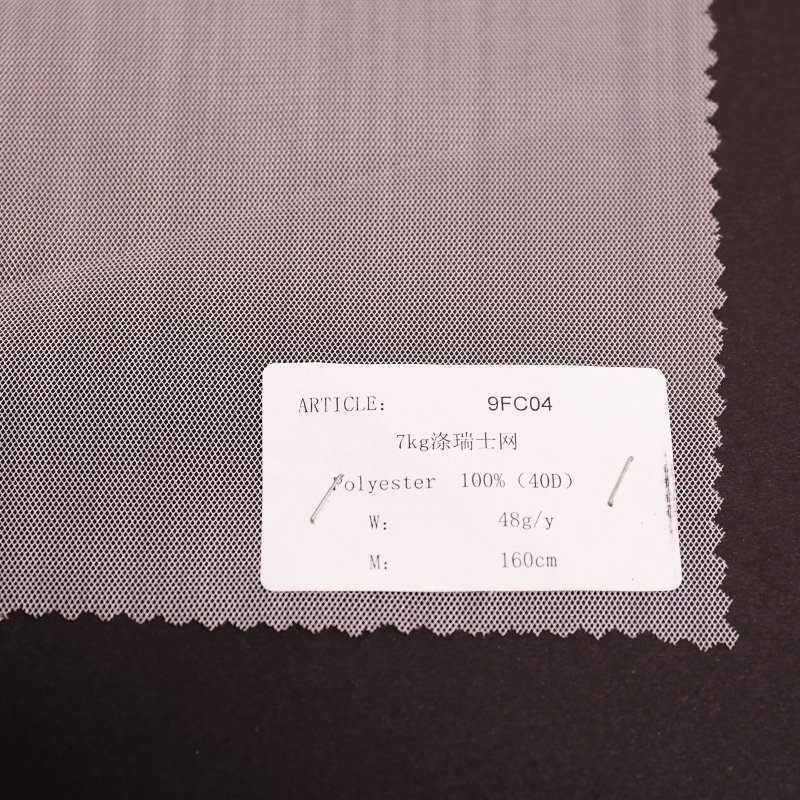 ARTICLE: 9FC04
7kg涤瑞士网
Polyester 100% (40D)
W: 48g/y
M: 160cm